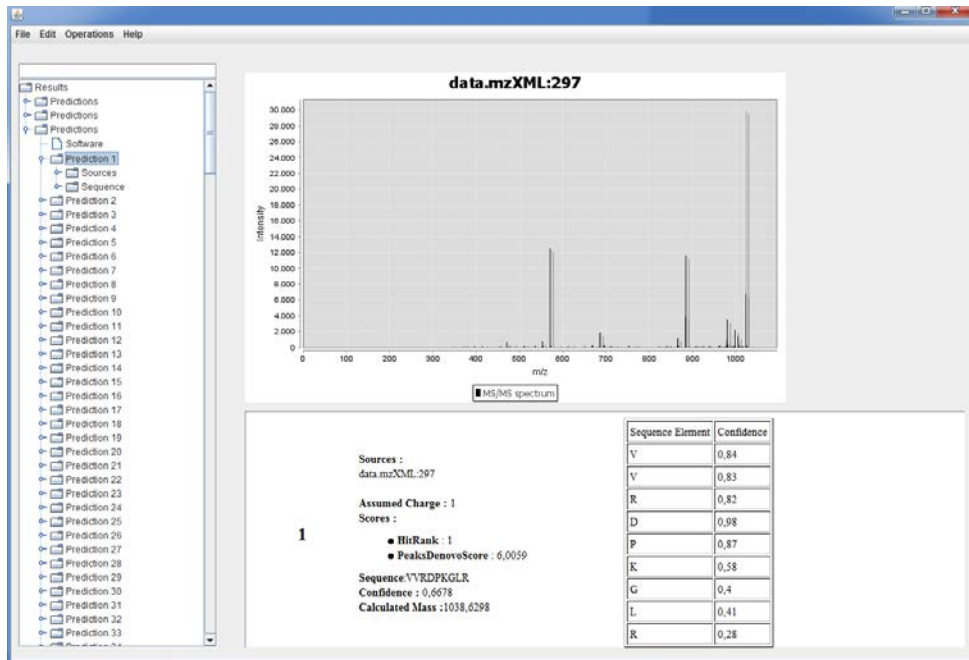 File Edit Operations Help
Results
Predictions
Predictions
Predictions
Software
Prediction 1
Sources
Sequence
Prediction 2
Prediction 3
Prediction 4
Prediction 5
Prediction 6
Prediction 7
Prediction 8
Prediction 9
Prediction 10
Prediction 11
Prediction 12
Prediction 13
Prediction 14
Prediction 15
Prediction 16
Prediction 17
Prediction 18
Prediction 19
Prediction 20
Prediction 21
Prediction 22
Prediction 23
Prediction 24
Prediction 25
Prediction 26
Prediction 27
Prediction 28
Prediction 29
Prediction 30
Prediction 31
Prediction 32
Prediction 33
data.mzXML:297
Intensity
30.000
28.000
26.000
24.000
22.000
20.000
18.000
16.000
14.000
12.000
10.000
8.000
6.000
4.000
2.000
0
0 100 200 300 400 500 600 700 800 900 1000
m/z
MS/MS spectrum
1
Sources :
data.mzXML:297
Assumed Charge : 1
Scores :
● HitRank : 1
● PeaksDenovoScore : 6,0059
Sequence:VVRDPKGLR
Confidence : 0,6678
Calculated Mass :1038,6298
Sequence Element Confidence
V 0,84
V 0,83
R 0,82
D 0,98
P 0,87
K 0,58
G 0,4
L 0,41
R 0,28